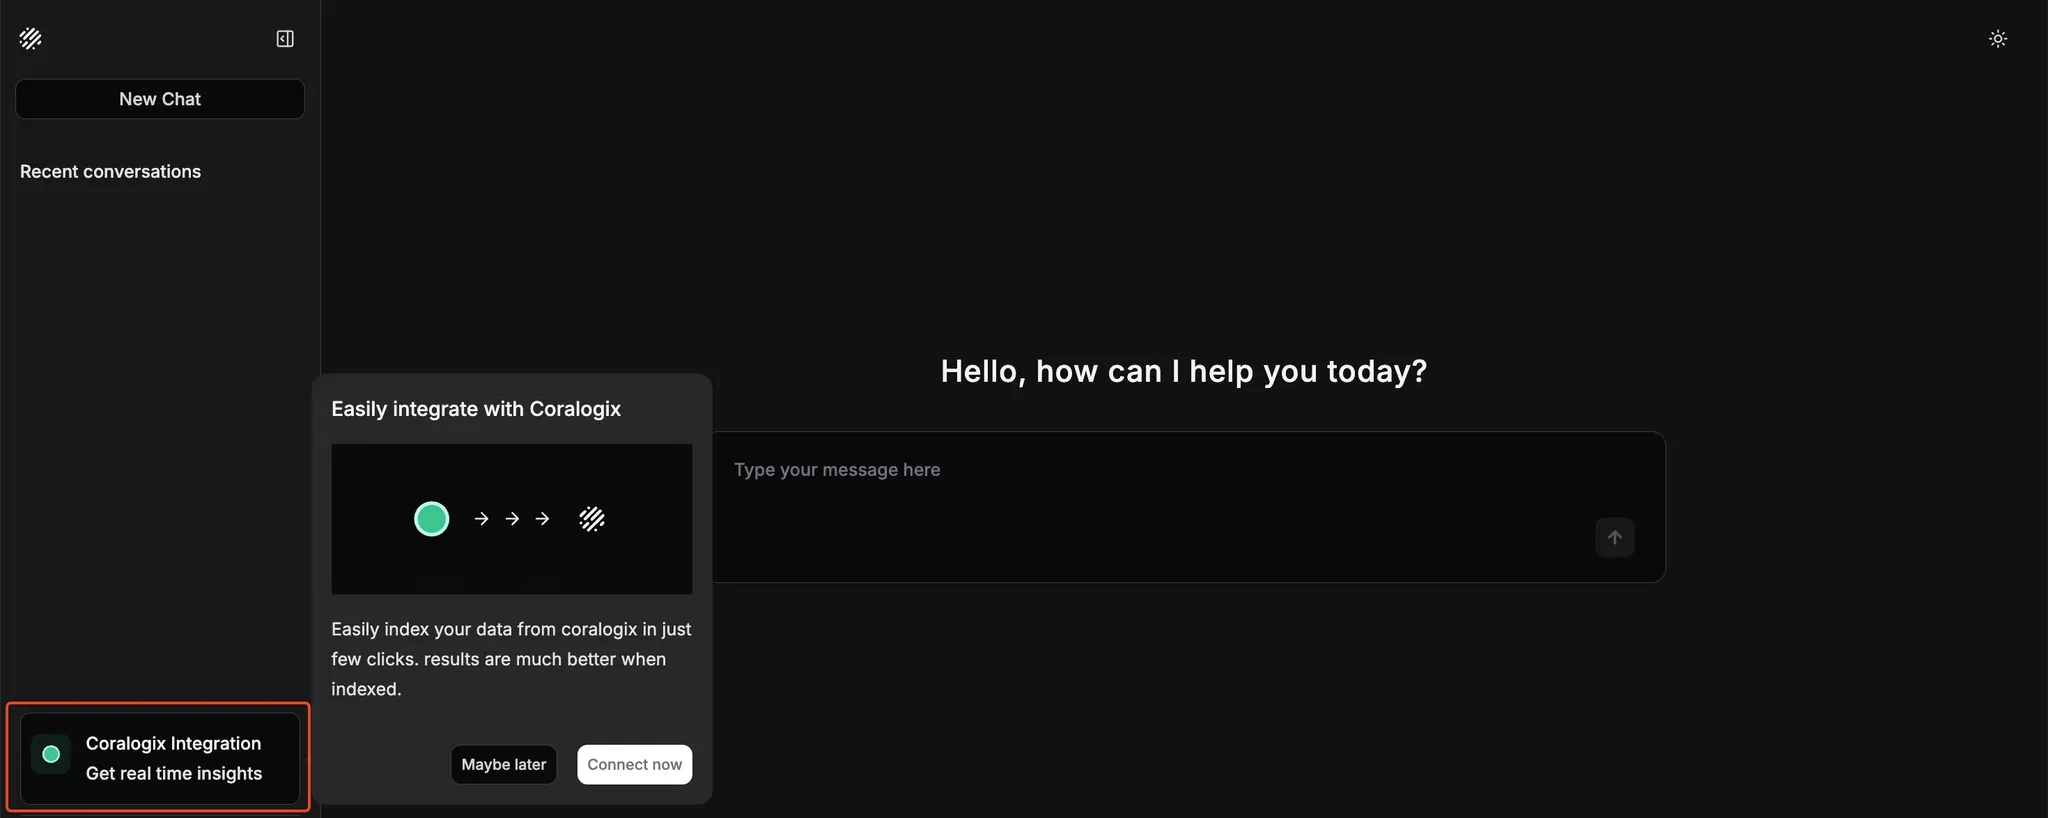 New Chat
Recent conversations
Hello, how can I help you today?
Type your message here
Easily integrate with Coralogix
Easily index your data from coralogix in just
few clicks. results are much better when
indexed.
Maybe later
Connect now
Coralogix Integration
Get real time insights